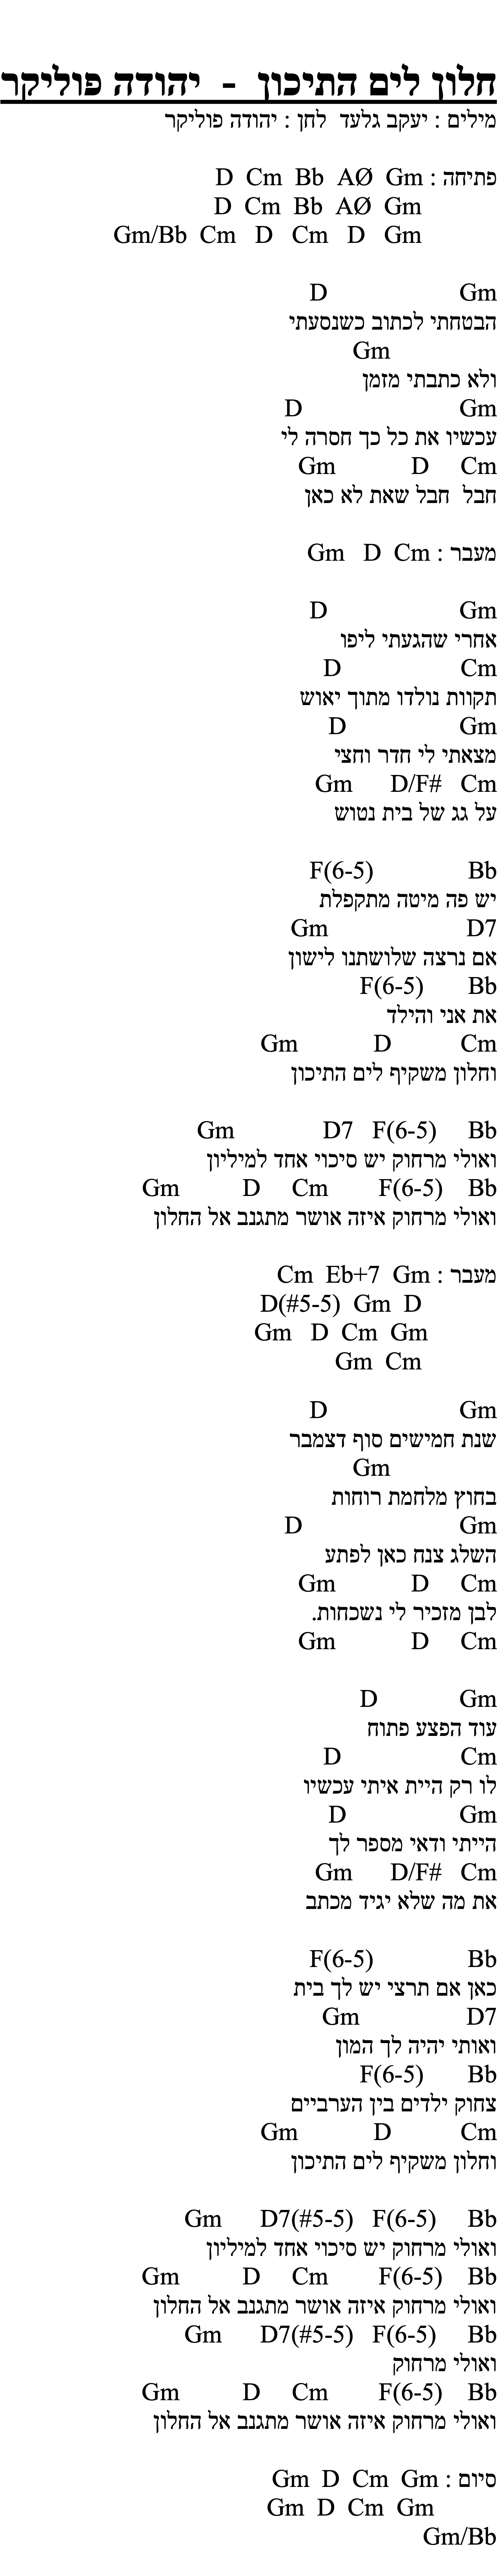 חלון לים התיכון - יהודה פוליקר
מילים : יעקב גלעד לחן : יהודה פוליקר
פתיחה : D Cm Bb AØ Gm
D Cm Bb AØ Gm
Gm/Bb Cm D Cm D Gm
D Gm
הבטחתי לכתוב כשנסעתי
Gm
ולא כתבתי מזמן
D Gm
עכשיו את כל כך חסרה לי
Gm D Cm
חבל חבל שאת לא כאן
מעבר : Gm D Cm
D Gm
אחרי שהגעתי ליפו
D Cm
תקוות נולדו מתוך יאוש
D Gm
מצאתי לי חדר וחצי
Gm D/F# Cm
על גג של בית נטוש
F(6-5) Bb
יש פה מיטה מתקפלת
Gm D7
אם נרצה שלושתנו לישון
F(6-5) Bb
את אני והילד
Gm D Cm
וחלון משקיף לים התיכון
Gm D7 F(6-5) Bb
ואולי מרחוק יש סיכוי אחד למיליון
Gm D Cm F(6-5) Bb
ואולי מרחוק איזה אושר מתגנב אל החלון
מעבר : Cm Eb+7 Gm
D(#5-5) Gm D
Gm D Cm Gm
Gm Cm
D Gm
שנת חמישים סוף דצמבר
Gm
בחוץ מלחמת רוחות
D Gm
השלג צנח כאן לפתע
Gm D Cm
לבן מזכיר לי נשכחות.
Gm D Cm
D Gm
עוד הפצע פתוח
D Cm
לו רק היית איתי עכשיו
D Gm
הייתי ודאי מספר לך
Gm D/F# Cm
את מה שלא יגיד מכתב
F(6-5) Bb
כאן אם תרצי יש לך בית
Gm D7
ואותי יהיה לך המון
F(6-5) Bb
צחוק ילדים בין הערביים
Gm D Cm
וחלון משקיף לים התיכון
Gm D7(#5-5) F(6-5) Bb
ואולי מרחוק יש סיכוי אחד למיליון
Gm D Cm F(6-5) Bb
ואולי מרחוק איזה אושר מתגנב אל החלון
Gm D7(#5-5) F(6-5) Bb
ואולי מרחוק
Gm D Cm F(6-5) Bb
ואולי מרחוק איזה אושר מתגנב אל החלון
סיום : Gm D Cm Gm
Gm D Cm Gm
Gm/Bb